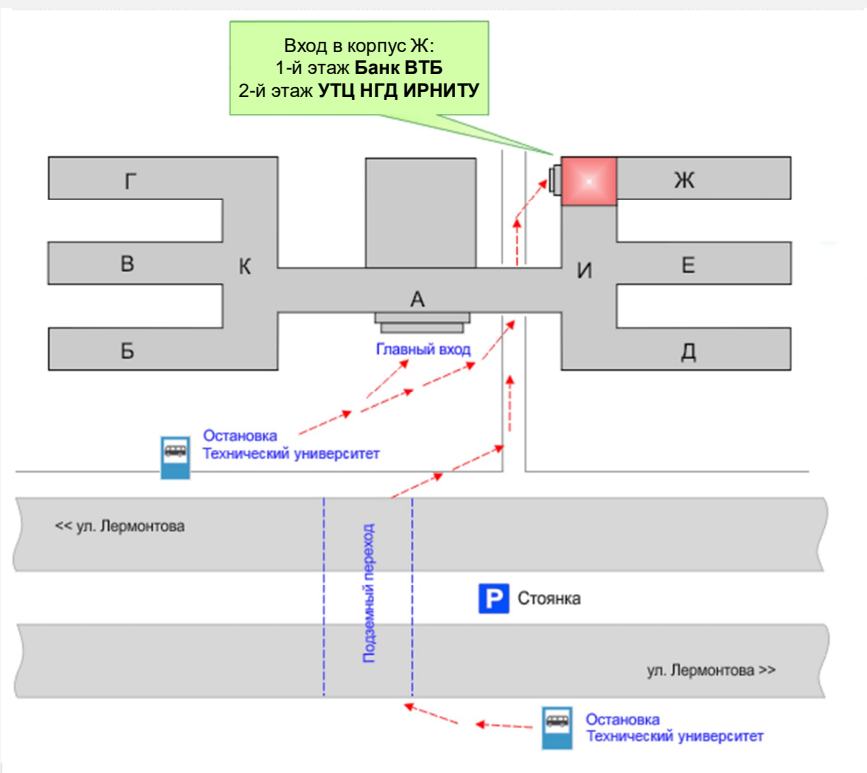 Вход в корпус Ж:
1-й этаж Банк ВТБ
2-й этаж УТЦ НГД ИРНИТУ
Г
Ж
В
К
И
Е
А
Б
Главный вход
Д
Остановка
Технический университет
<< ул. Лермонтова
Подземный переход
P Стоянка
ул. Лермонтова >>
Остановка
Технический университет